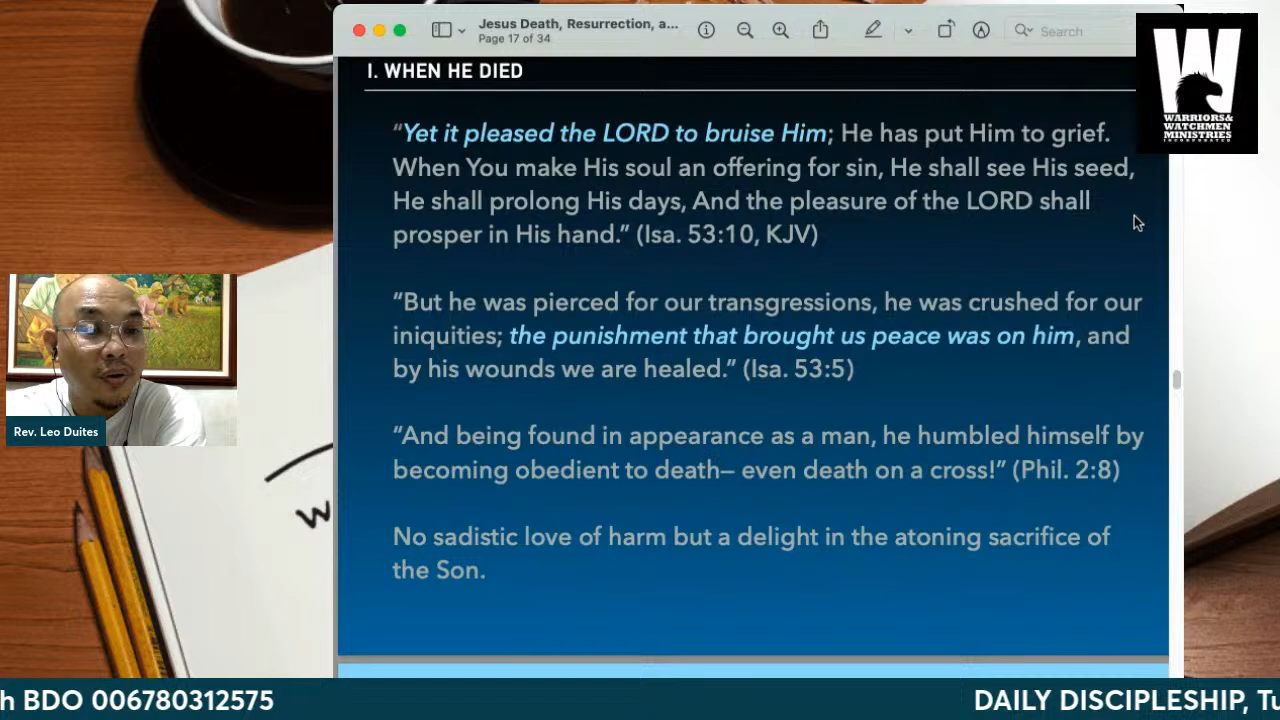 Jesus Death, Resurrection, a...
Page 17 of 34
Search
W
WARRIORS&
WATCHMEN
MINISTRIES
INCORPORATED
I. WHEN HE DIED
“Yet it pleased the LORD to bruise Him; He has put Him to grief.
When You make His soul an offering for sin, He shall see His seed,
He shall prolong His days, And the pleasure of the LORD shall
prosper in His hand.” (Isa. 53:10, KJV)
“But he was pierced for our transgressions, he was crushed for our
iniquities; the punishment that brought us peace was on him, and
by his wounds we are healed.” (Isa. 53:5)
“And being found in appearance as a man, he humbled himself by
becoming obedient to death– even death on a cross!” (Phil. 2:8)
No sadistic love of harm but a delight in the atoning sacrifice of
the Son.
Rev. Leo Duites
w
h BDO 006780312575
DAILY DISCIPLESHIP, Tu